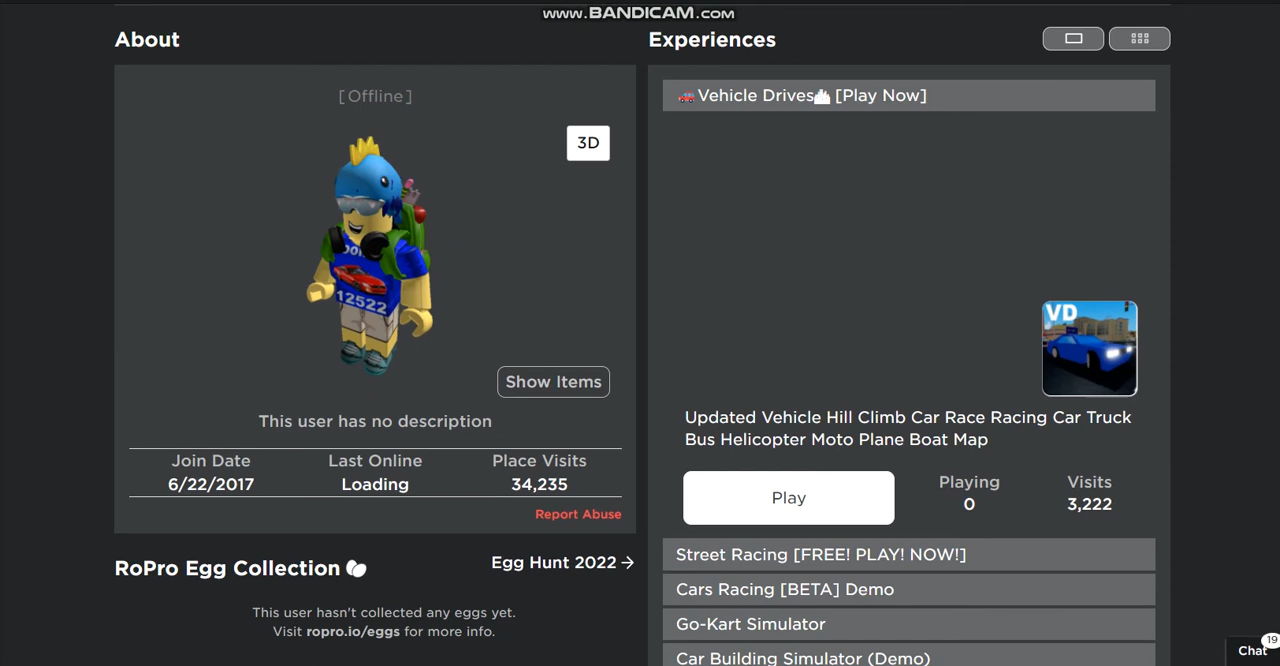 www.BANDICAM.com
About
[Offline]
3D
12522
Show Items
This user has no description
Join Date Last Online Place Visits
6/22/2017 Loading 34,235
Report Abuse
RoPro Egg Collection
Egg Hunt 2022 →
This user hasn't collected any eggs yet.
Visit ropro.io/eggs for more info.
Experiences
Vehicle Drives [Play Now]
VD
Updated Vehicle Hill Climb Car Race Racing Car Truck
Bus Helicopter Moto Plane Boat Map
Play
Playing Visits
0 3,222
Street Racing [FREE! PLAY! NOW!]
Cars Racing [BETA] Demo
Go-Kart Simulator
Car Building Simulator (Demo)
Chat
19